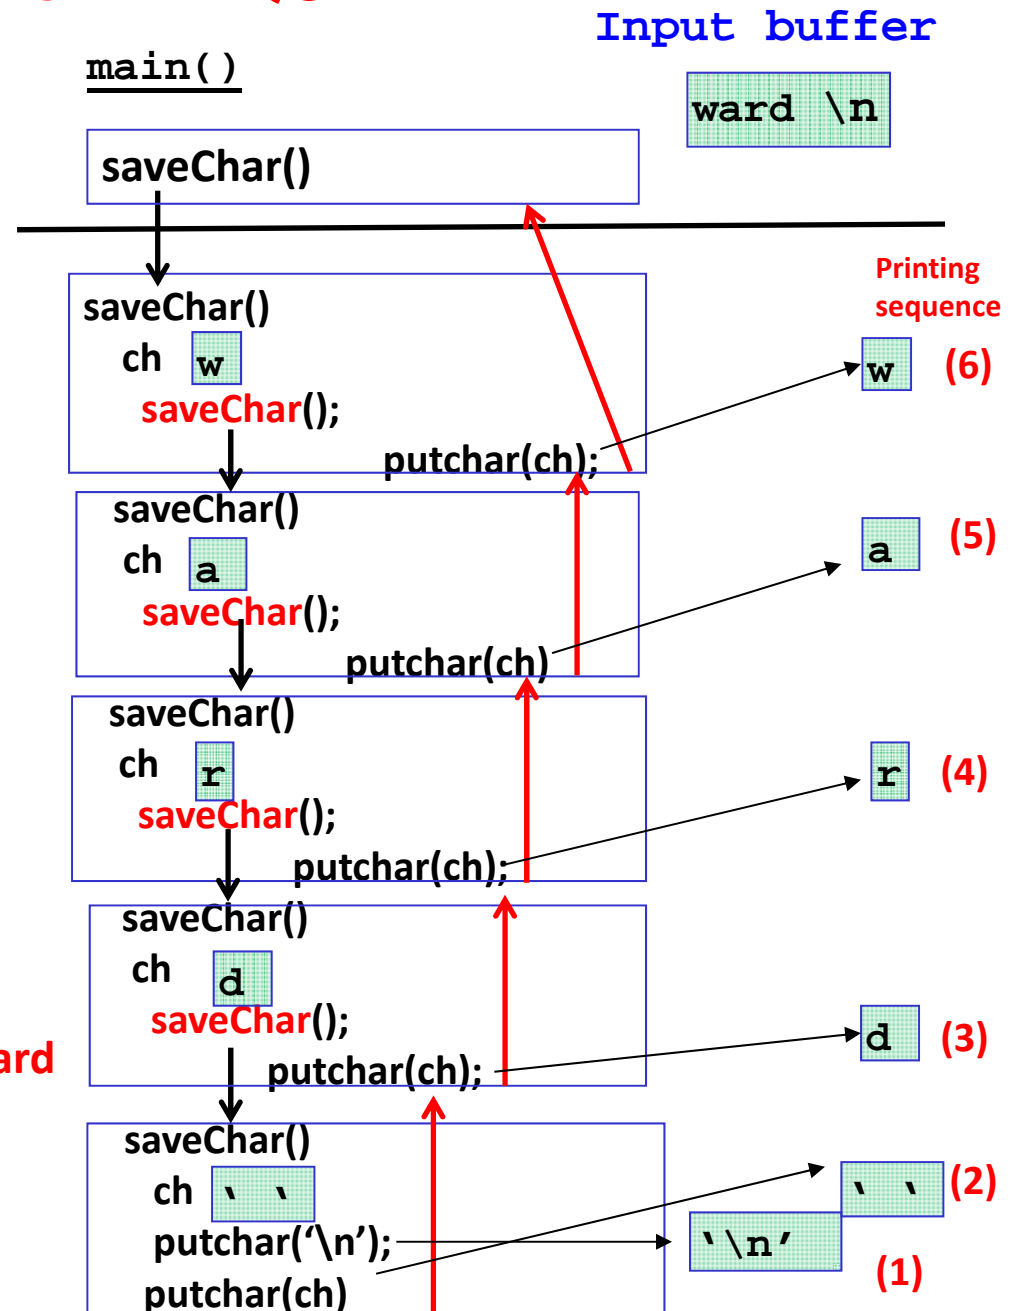 Input buffer
main()
ward \n
saveChar()
Printing
sequence
saveChar()
ch w
w (6)
saveChar();
putchar(ch);
saveChar()
a (5)
ch a
saveChar();
putchar(ch)
saveChar()
ch r
r (4)
saveChar();
putchar(ch);
saveChar()
ch d
saveChar();
d (3)
ard
putchar(ch);
saveChar()
ch ‘ ‘
‘ ‘ (2)
putchar(‘\n’);
‘\n’
(1)
putchar(ch)